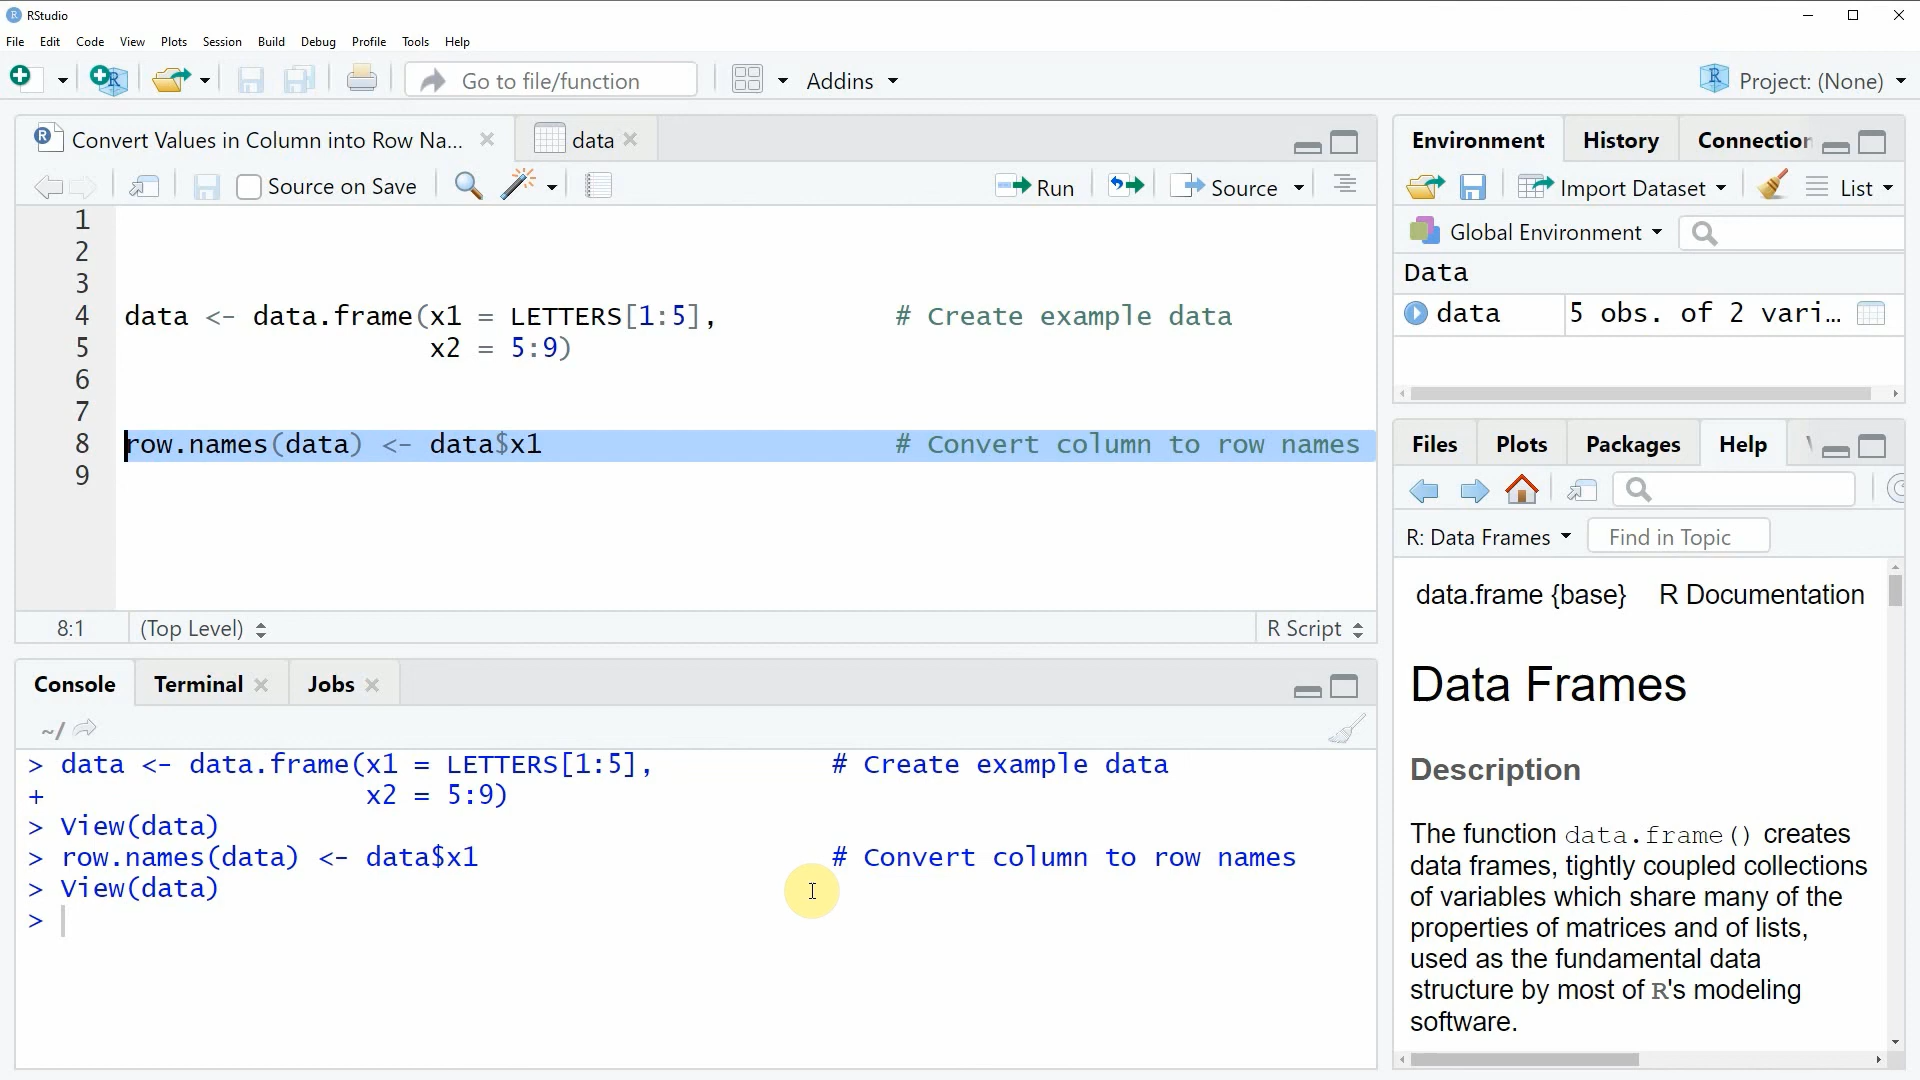 RStudio
File Edit Code View Plots Session Build Debug Profile Tools Help
Go to file/function Addins Project: (None)
Convert Values in Column into Row Na... data
Source on Save Run Source
1
2
3
4 data <- data.frame(x1 = LETTERS[1:5], # Create example data
5 x2 = 5:9)
6
7
8 row.names(data) <- data$x1 # Convert column to row names
9
8:1 (Top Level) R Script
Console Terminal Jobs
~/
> data <- data.frame(x1 = LETTERS[1:5], # Create example data
+ x2 = 5:9)
> View(data)
> row.names(data) <- data$x1 # Convert column to row names
> View(data)
>
Environment History Connection
Import Dataset List
Global Environment
Data
data 5 obs. of 2 vari...
Files Plots Packages Help
R: Data Frames Find in Topic
data.frame {base} R Documentation
Data Frames
Description
The function data.frame() creates
data frames, tightly coupled collections
of variables which share many of the
properties of matrices and of lists,
used as the fundamental data
structure by most of R's modeling
software.